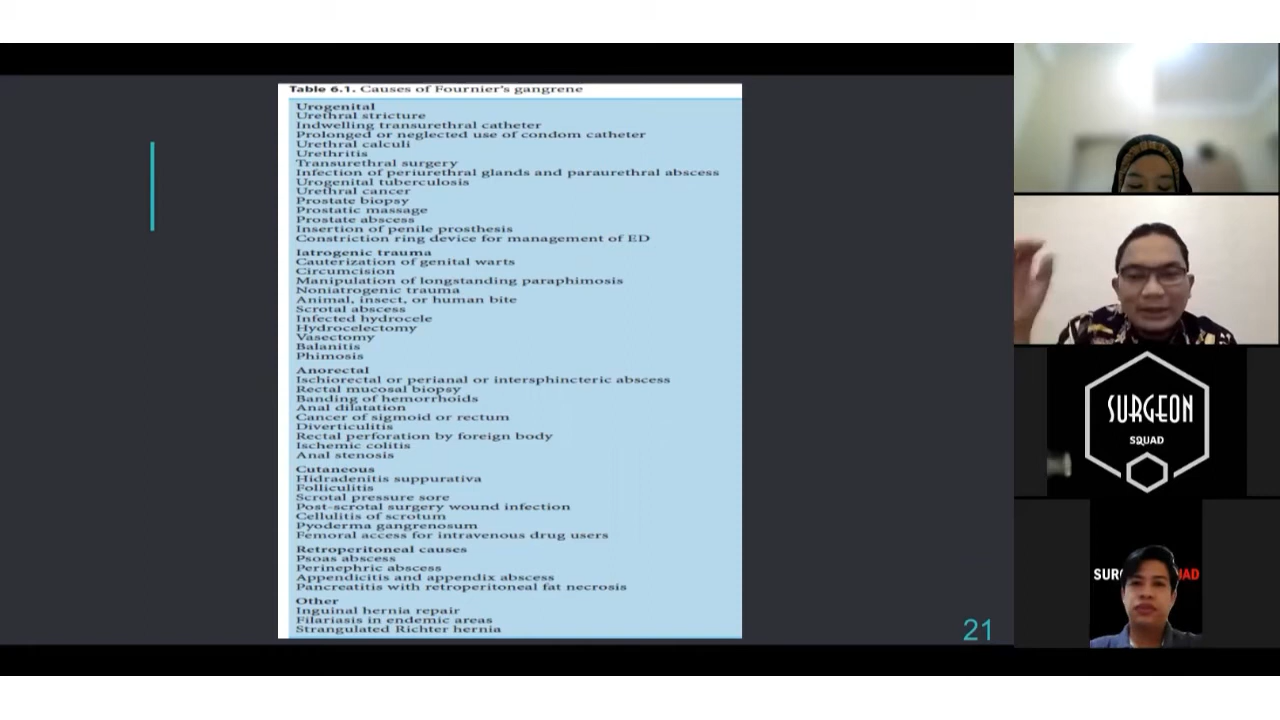 Table 6.1. Causes of Fournier's gangrene
Urogenital
Urethral stricture
Indwelling transurethral catheter
Prolonged or neglected use of condom catheter
Urethral calculi
Urethritis
Transurethral surgery
Infection of periurethral glands and paraurethral abscess
Urogenital tuberculosis
Urethral cancer
Prostate biopsy
Prostatic massage
Prostate abscess
Insertion of penile prosthesis
Constriction ring device for management of ED
Iatrogenic trauma
Cauterization of genital warts
Circumcision
Manipulation of longstanding paraphimosis
Noniatrogenic trauma
Animal, insect, or human bite
Scrotal abscess
Infected hydrocele
Hydrocelectomy
Vasectomy
Balanitis
Phimosis
Anorectal
Ischiorectal or perianal or intersphincteric abscess
Rectal mucosal biopsy
Banding of hemorrhoids
Anal dilatation
Cancer of sigmoid or rectum
Diverticulitis
Rectal perforation by foreign body
Ischemic colitis
Anal stenosis
Cutaneous
Hidradenitis suppurativa
Folliculitis
Scrotal pressure sore
Post-scrotal surgery wound infection
Cellulitis of scrotum
Pyoderma gangrenosum
Femoral access for intravenous drug users
Retroperitoneal causes
Psoas abscess
Perinephric abscess
Appendicitis and appendix abscess
Pancreatitis with retroperitoneal fat necrosis
Other
Inguinal hernia repair
Filariasis in endemic areas
Strangulated Richter hernia
21
SURGEON
SQUAD